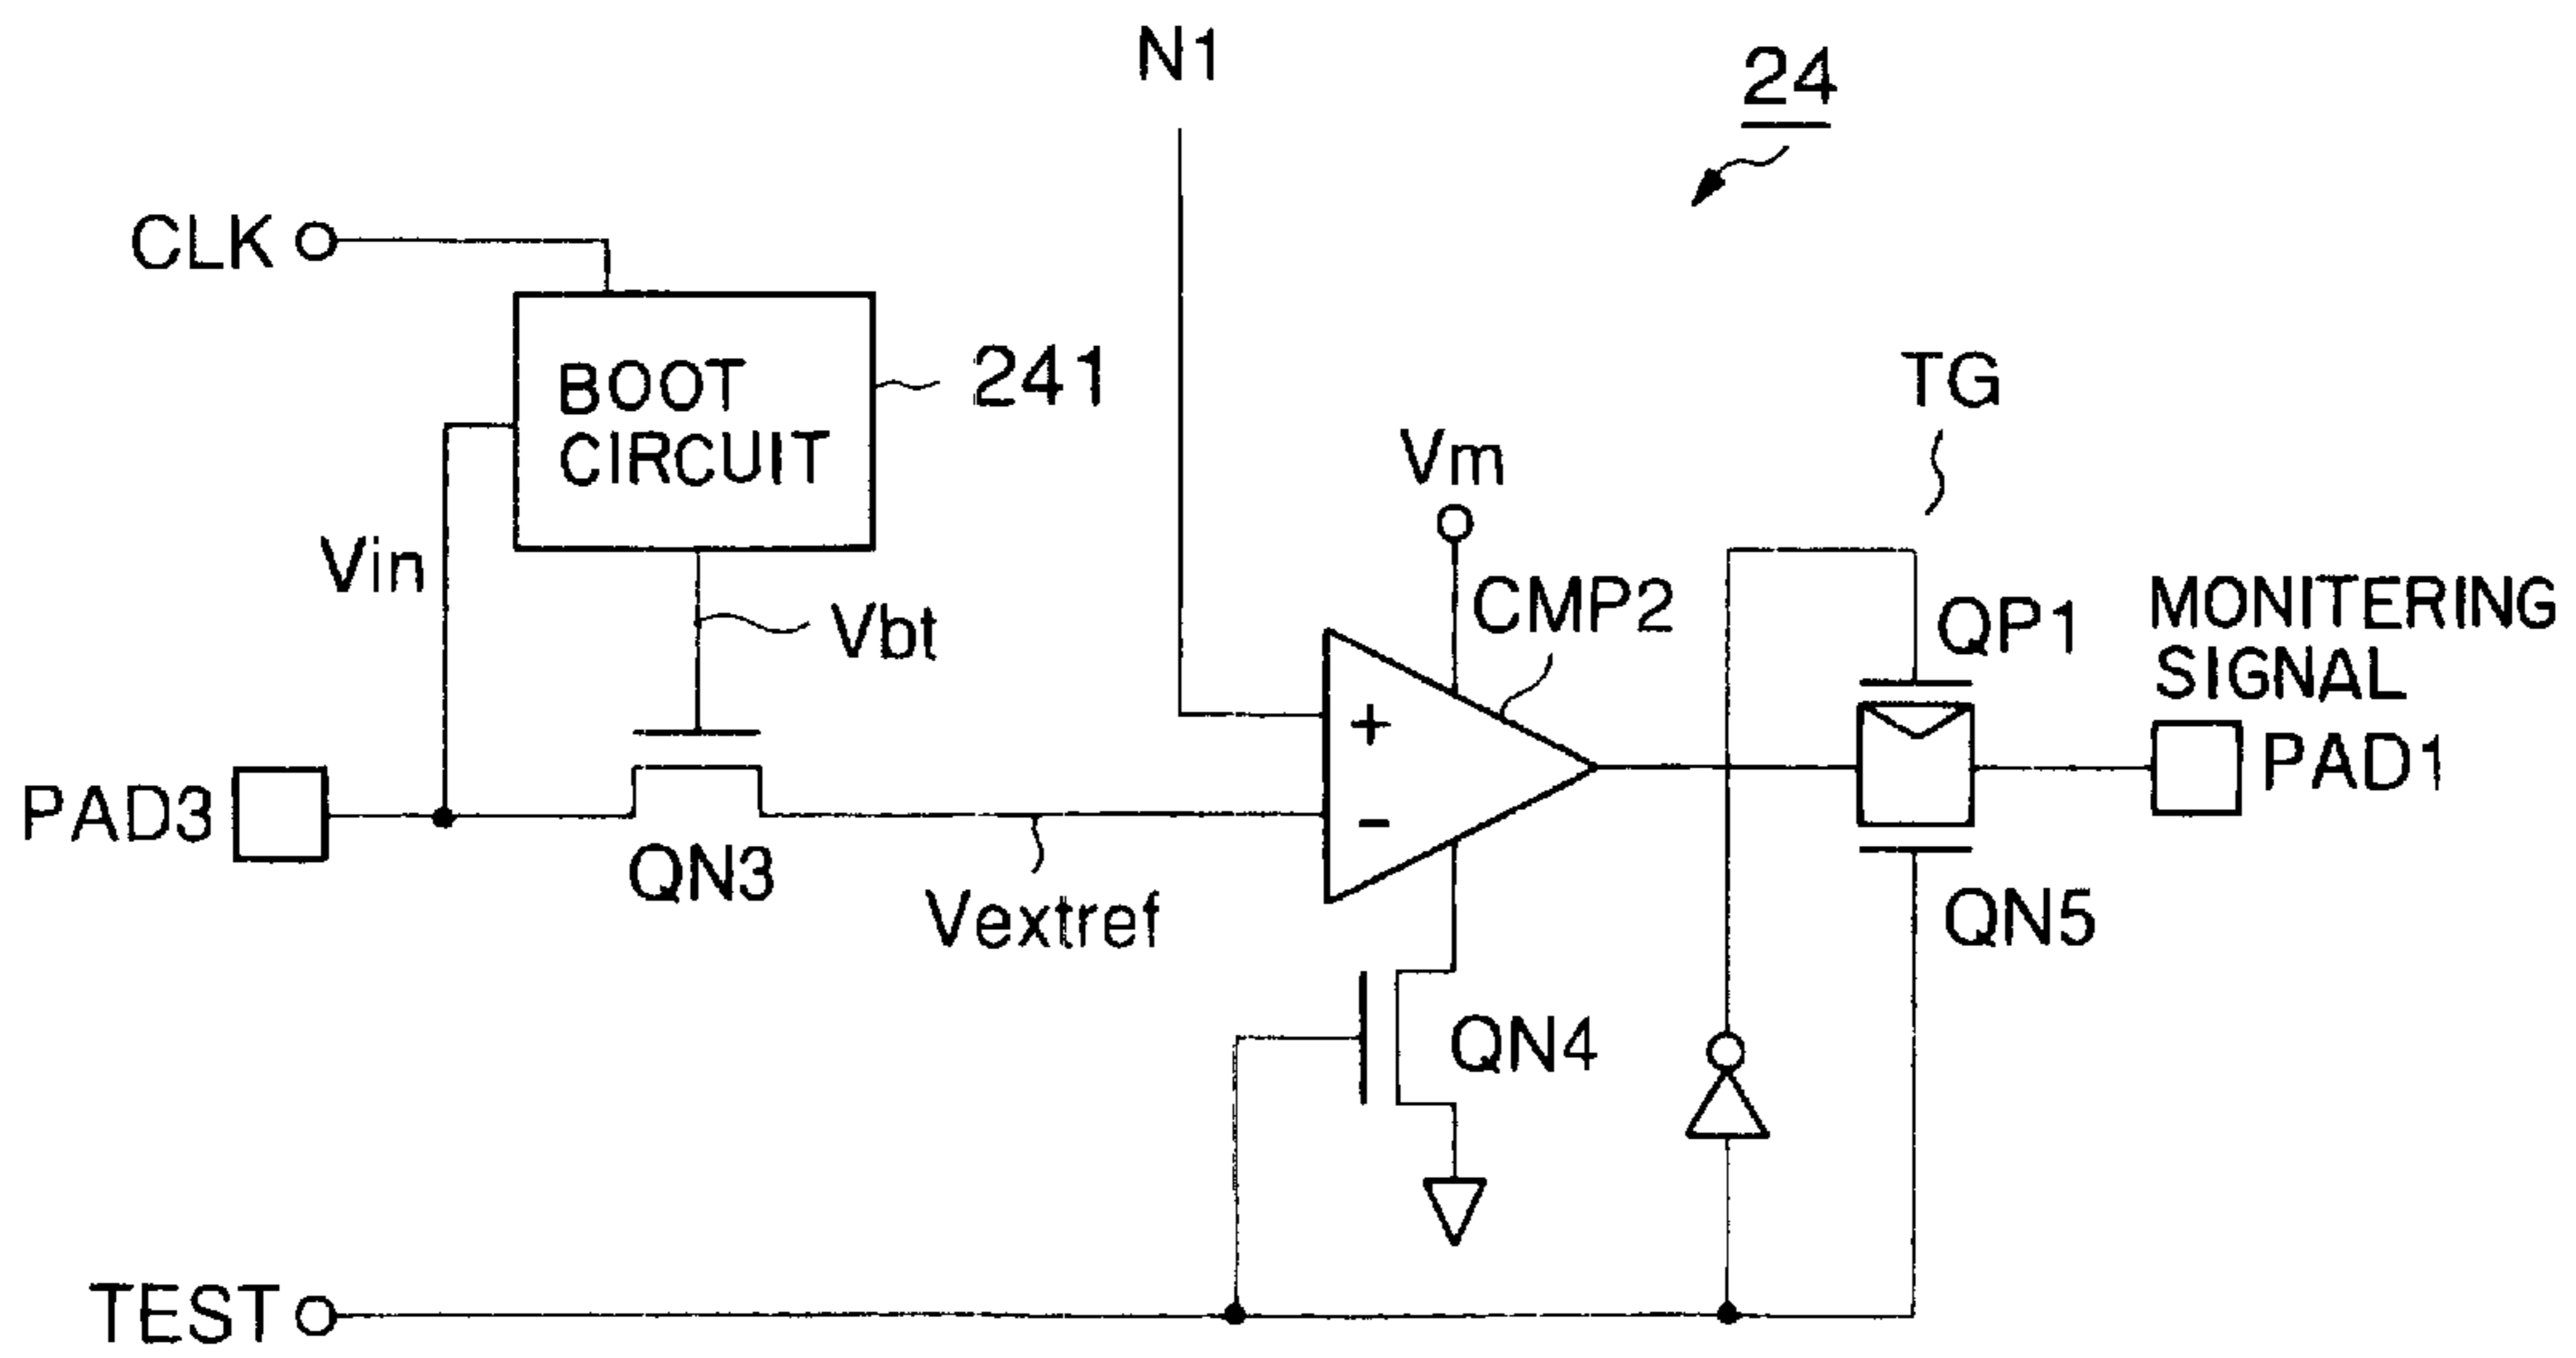 N1
24
CLK
BOOT
CIRCUIT
241
TG
Vm
Vin
CMP2
Vbt
QP1
MONITERING
SIGNAL
+
PAD3
PAD1
-
QN3
Vextref
QN5
QN4
TEST